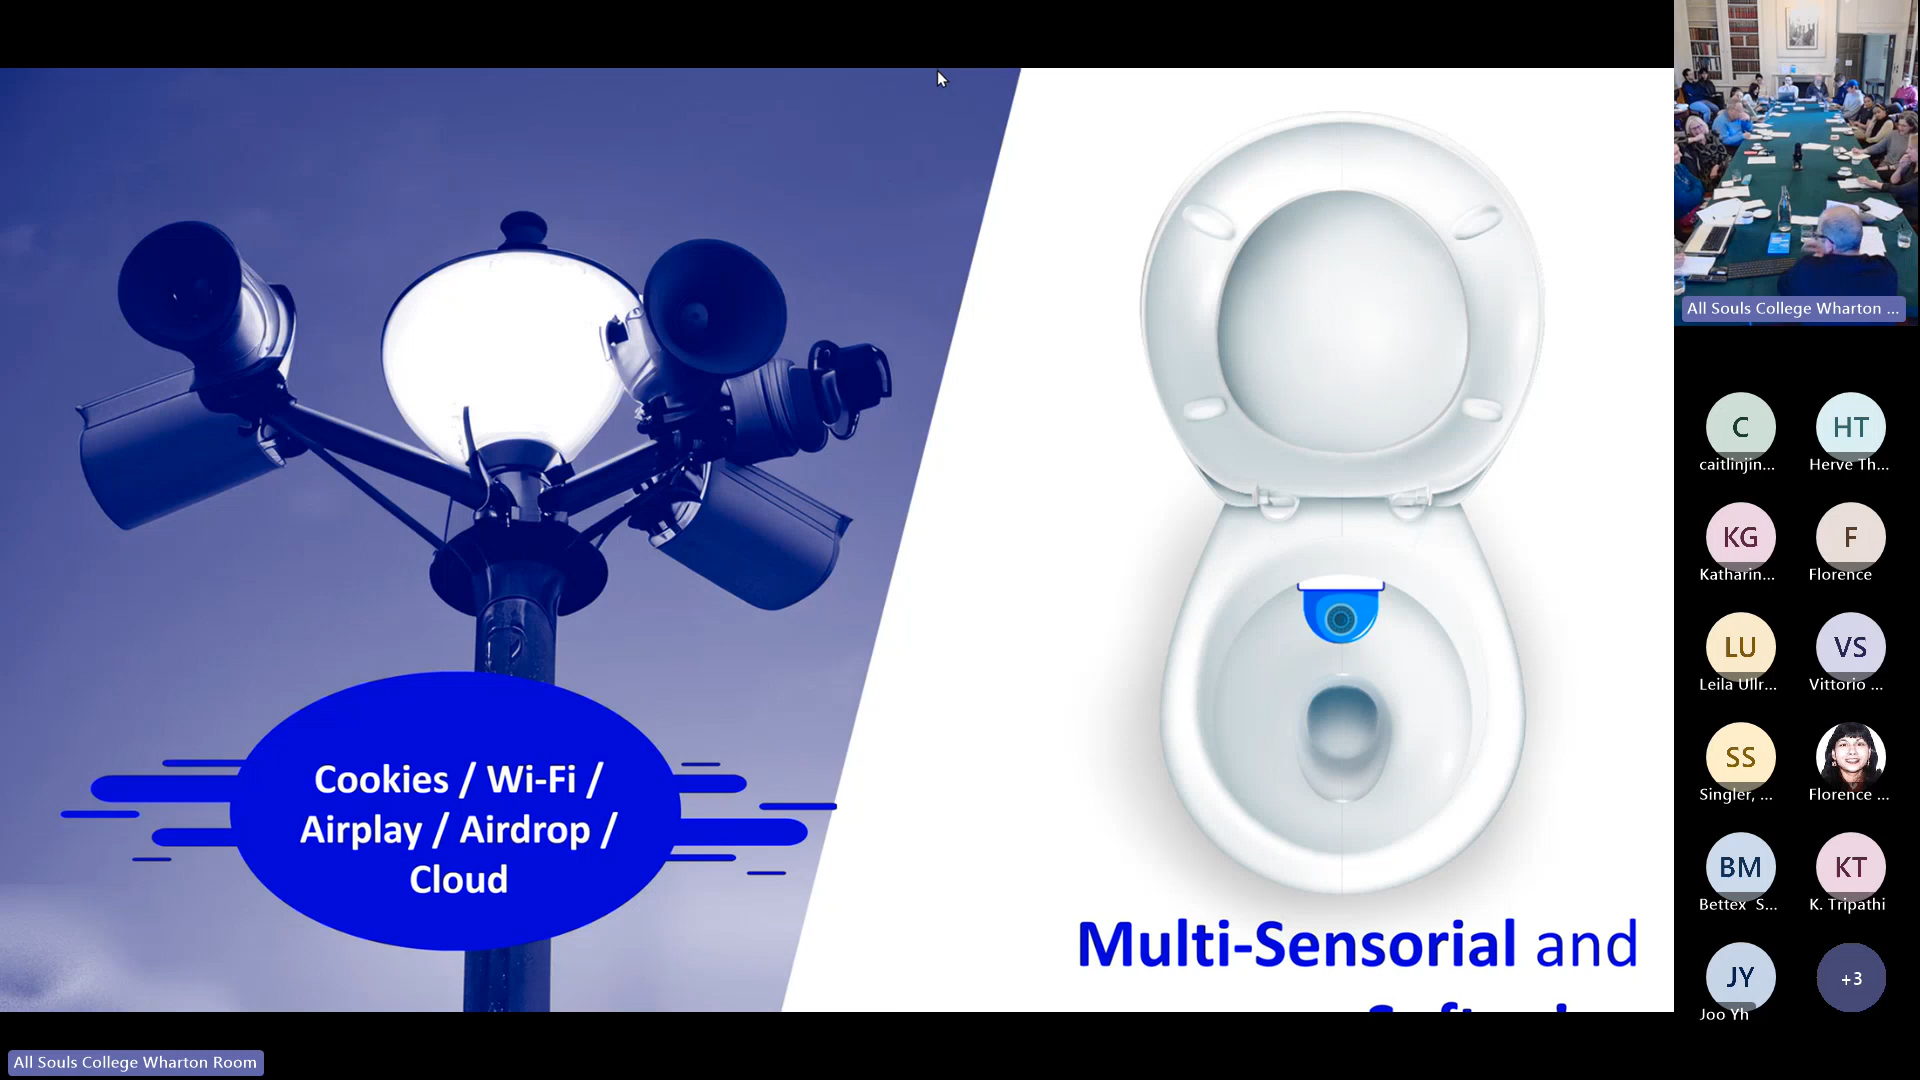 Cookies / Wi-Fi /
Airplay / Airdrop /
Cloud
Multi-Sensorial and
All Souls College Wharton ...
C
caitlinjin...
HT
Herve Th...
KG
Katharin...
F
Florence
LU
Leila Ullr...
VS
Vittorio ...
SS
Singler, ...
Florence ...
BM
Bettex S...
KT
K. Tripathi
JY
Joo Yh
+3
All Souls College Wharton Room